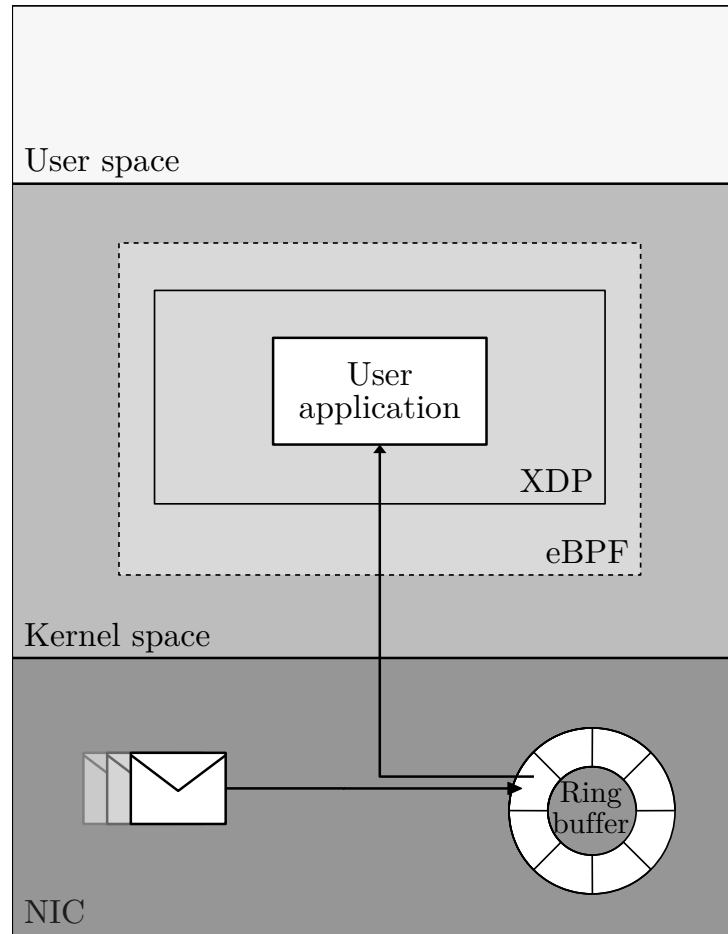 User space
User
application
XDP
eBPF
Kernel space
Ring
buffer
NIC